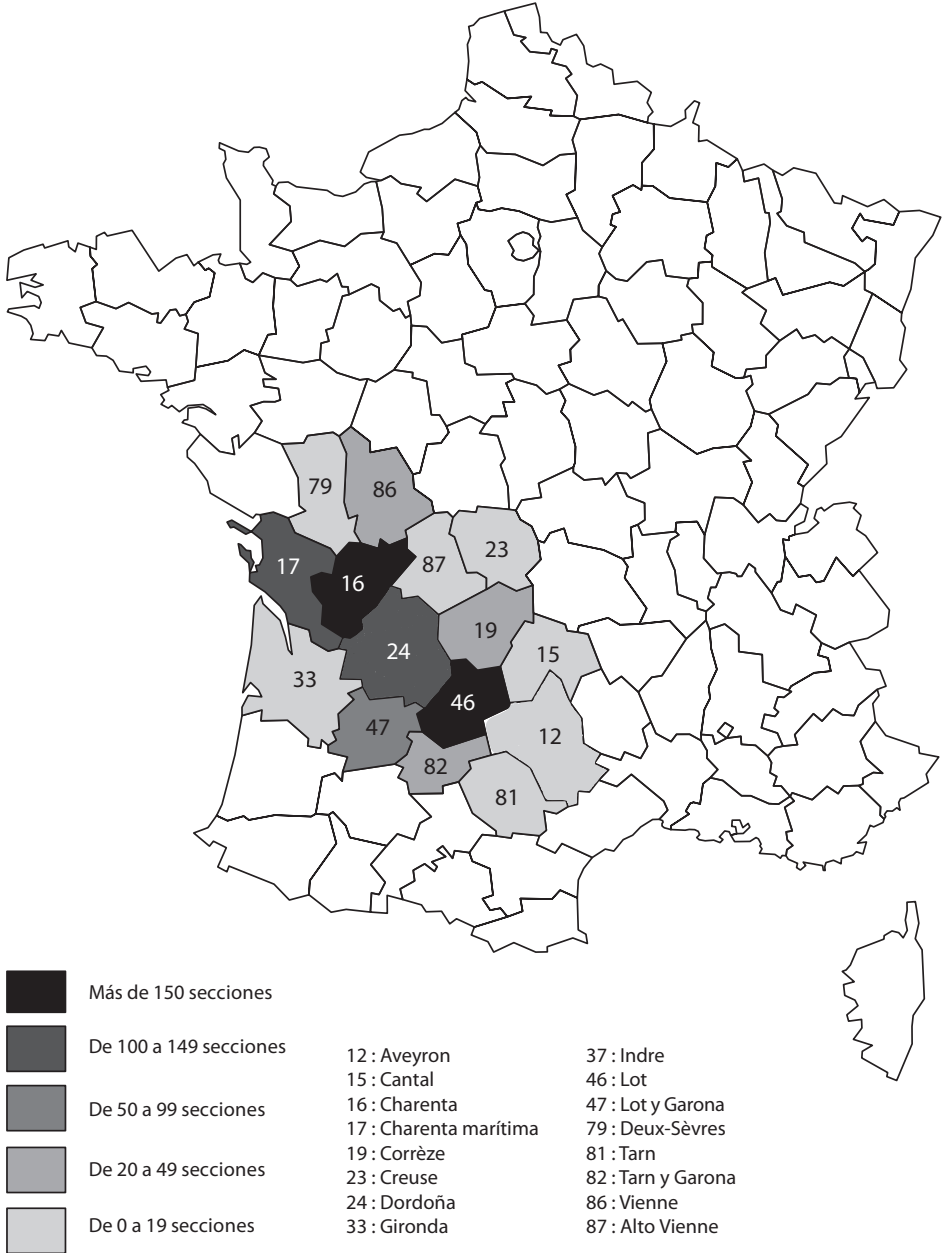 79
86
17
16
87
23
19
24
15
33
46
47
12
82
81
Más de 150 secciones
De 100 a 149 secciones
De 50 a 99 secciones
De 20 a 49 secciones
De 0 a 19 secciones
12 : Aveyron
15 : Cantal
16 : Charenta
17 : Charenta marítima
19 : Corrèze
23 : Creuse
24 : Dordoña
33 : Gironda
37 : Indre
46 : Lot
47 : Lot y Garona
79 : Deux-Sèvres
81 : Tarn
82 : Tarn y Garona
86 : Vienne
87 : Alto Vienne